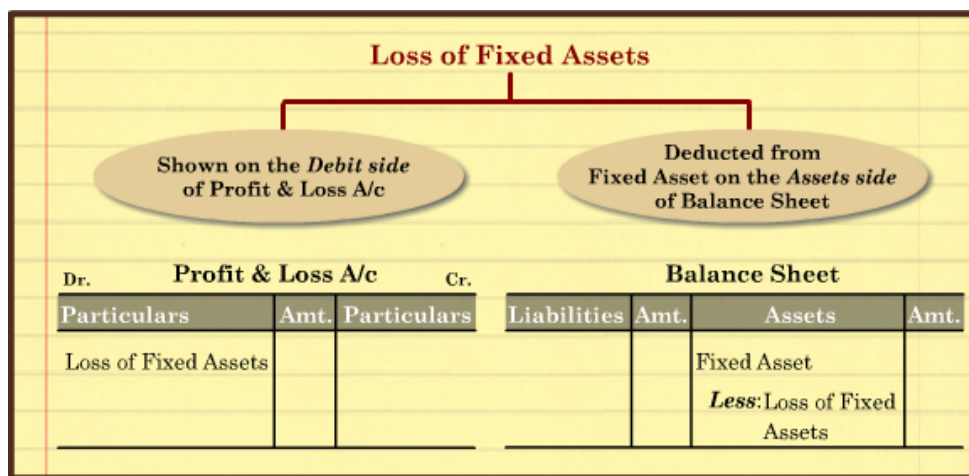 Loss of Fixed Assets
Shown on the Debit side
of Profit & Loss A/c
Deducted from
Fixed Asset on the Assets side
of Balance Sheet
Dr. Profit & Loss A/c Cr.
Particulars Amt. Particulars
Loss of Fixed Assets
Balance Sheet
Liabilities Amt. Assets Amt.
Fixed Asset
Less:Loss of Fixed
Assets